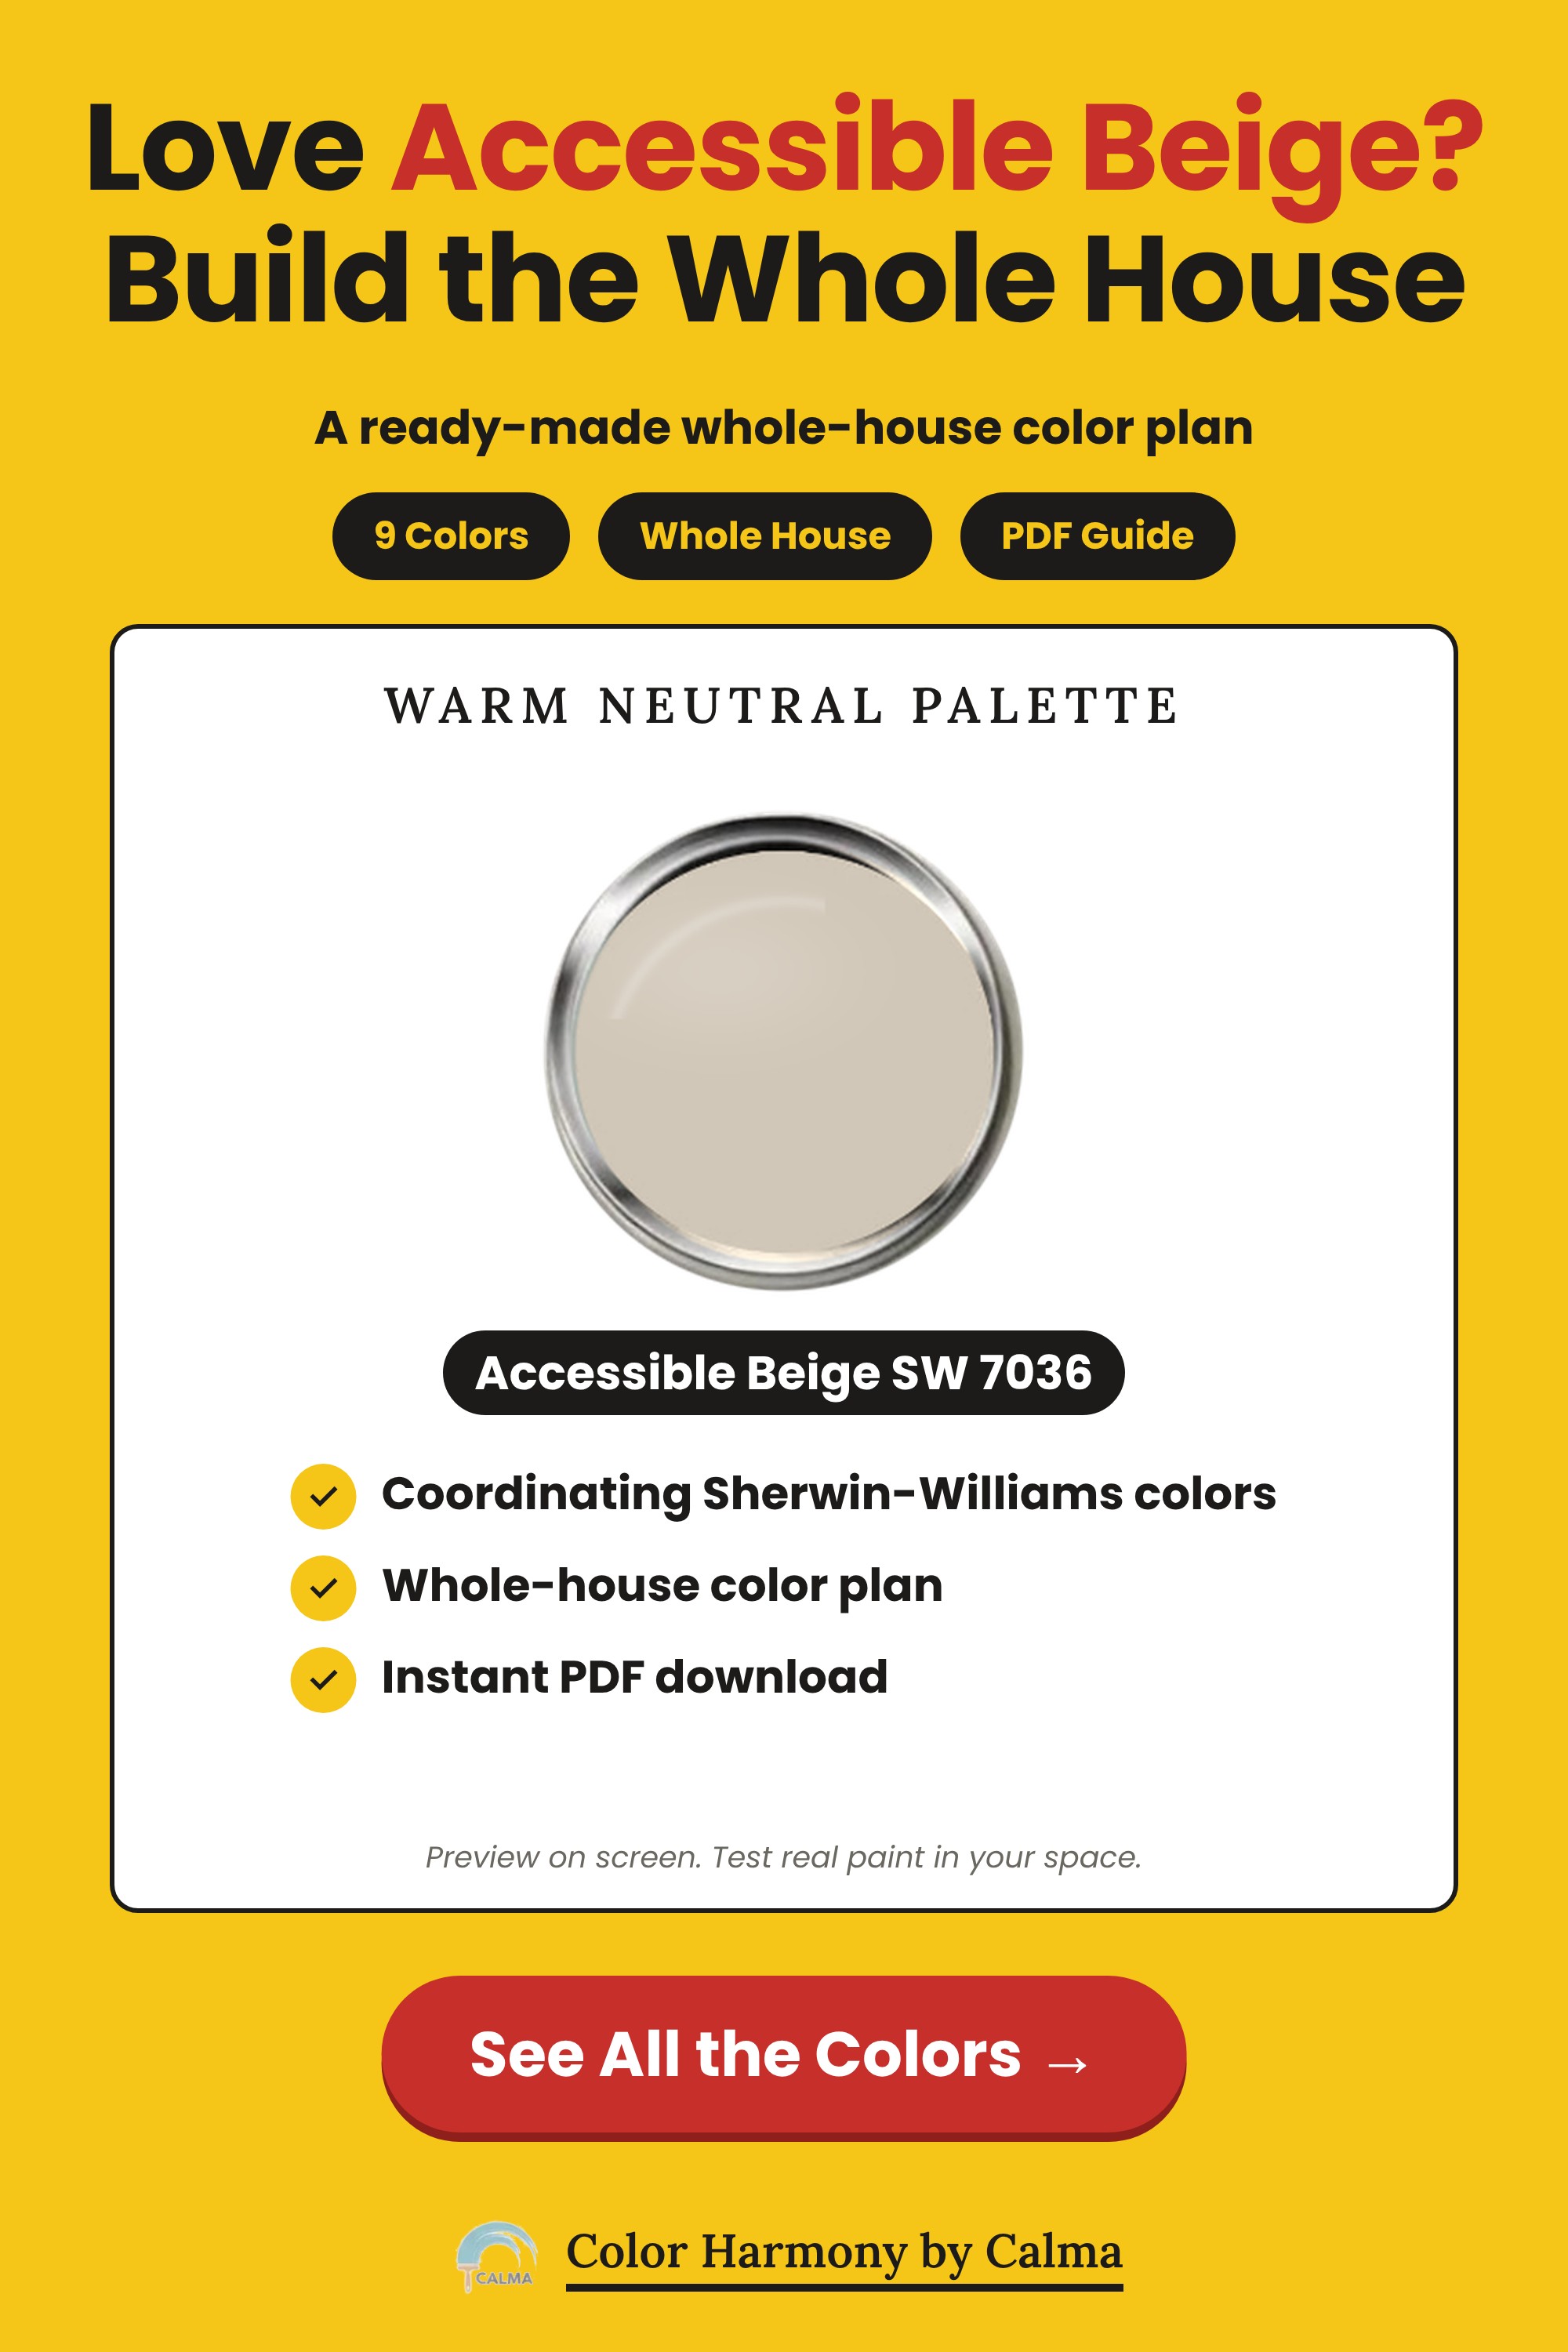 Love Accessible Beige?
Build the Whole House
A ready-made whole-house color plan
9 Colors
Whole House
PDF Guide
WARM NEUTRAL PALETTE
Accessible Beige SW 7036
Coordinating Sherwin-Williams colors
Whole-house color plan
Instant PDF download
Preview on screen. Test real paint in your space.
See All the Colors →
CALMA
Color Harmony by Calma